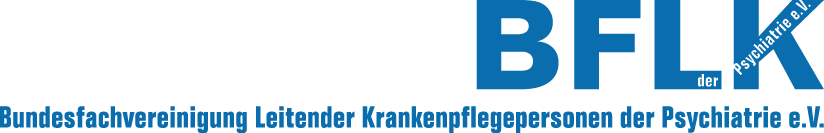 BFLK
der Psychiatrie e.V.
Bundesfachvereinigung Leitender Krankenpflegepersonen der Psychiatrie e.V.